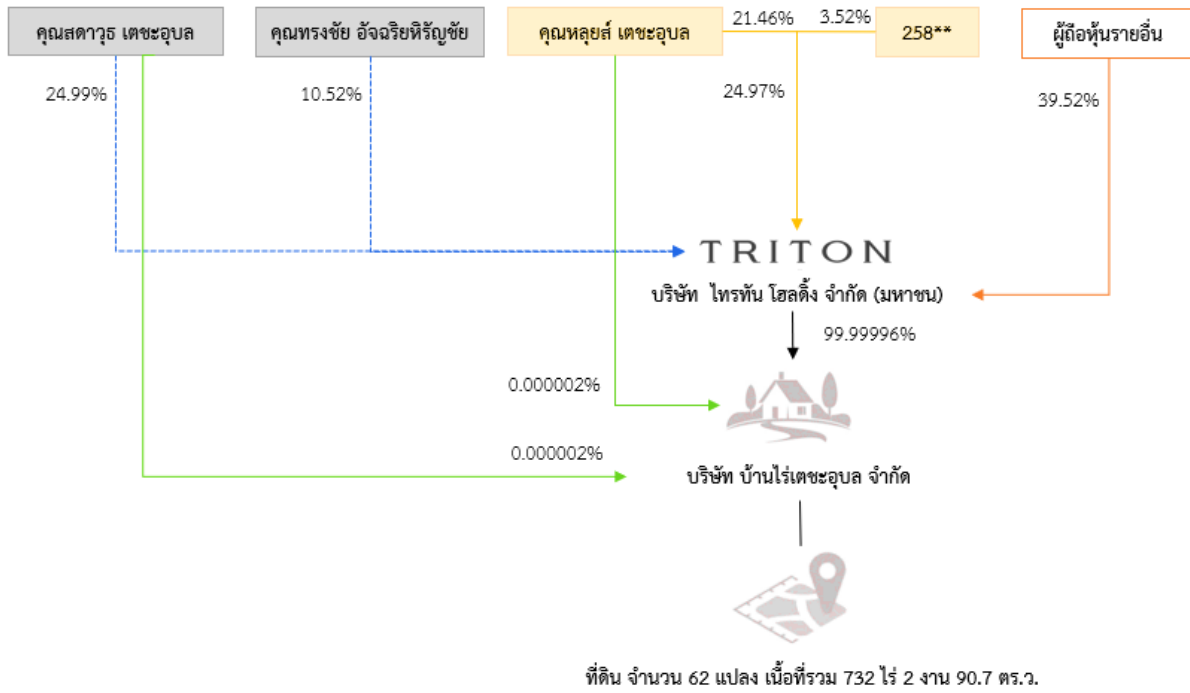 คุณสดาวุธ เตชะอุบล
คุณทรงชัย อัจฉริยหิรัญชัย
คุณหลุยส์ เตชะอุบล
21.46%
3.52%
258**
ผู้ถือหุ้นรายอื่น
24.99%
10.52%
24.97%
39.52%
TRITON
บริษัท ไทรทัน โฮลดิ้ง จำกัด (มหาชน)
99.99996%
0.000002%
0.000002%
บริษัท บ้านไร่เตชะอุบล จำกัด
ที่ดิน จำนวน 62 แปลง เนื้อที่รวม 732 ไร่ 2 งาน 90.7 ตร.ว.